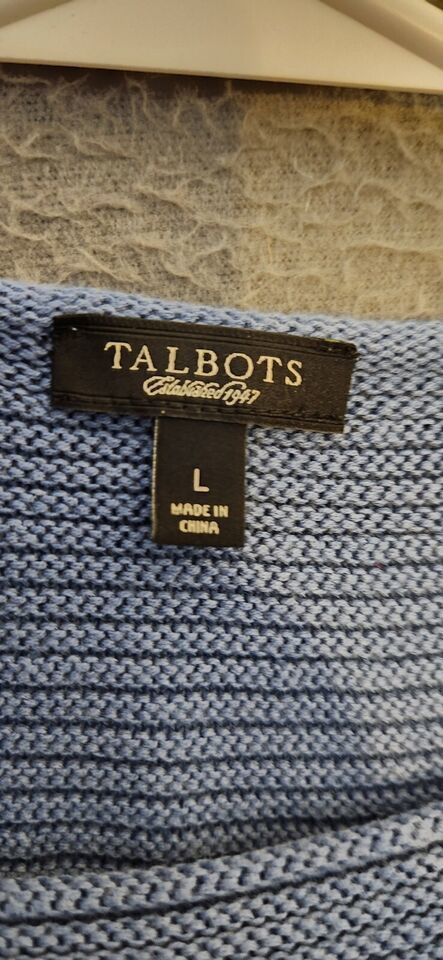 TALBOTS
Established 1947
L
MADE IN
CHINA